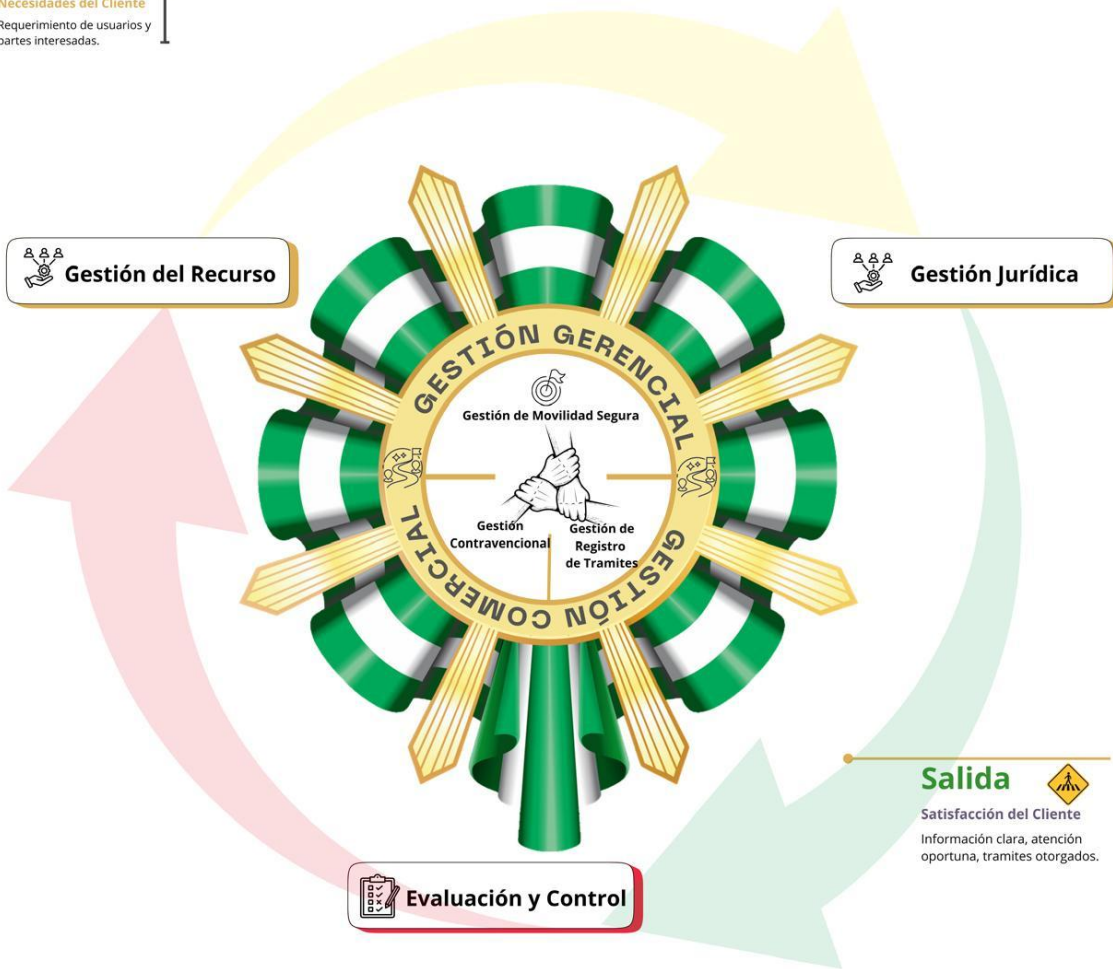 Necesidades del Cliente
Requerimiento de usuarios y
partes interesadas.
Gestión del Recurso
Gestión Jurídica
GESTIÓN GERENCIAL
Gestión de Movilidad Segura
Gestión
Contravencional
Gestión de
Registro
de Tramites
GESTIÓN COMERCIAL
Salida
Satisfacción del Cliente
Información clara, atención
oportuna, tramites otorgados.
Evaluación y Control